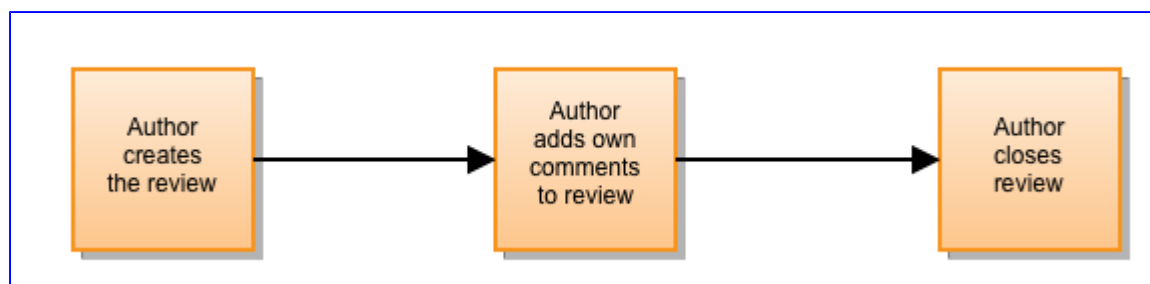 Author
creates
the review
Author
adds own
comments
to review
Author
closes
review